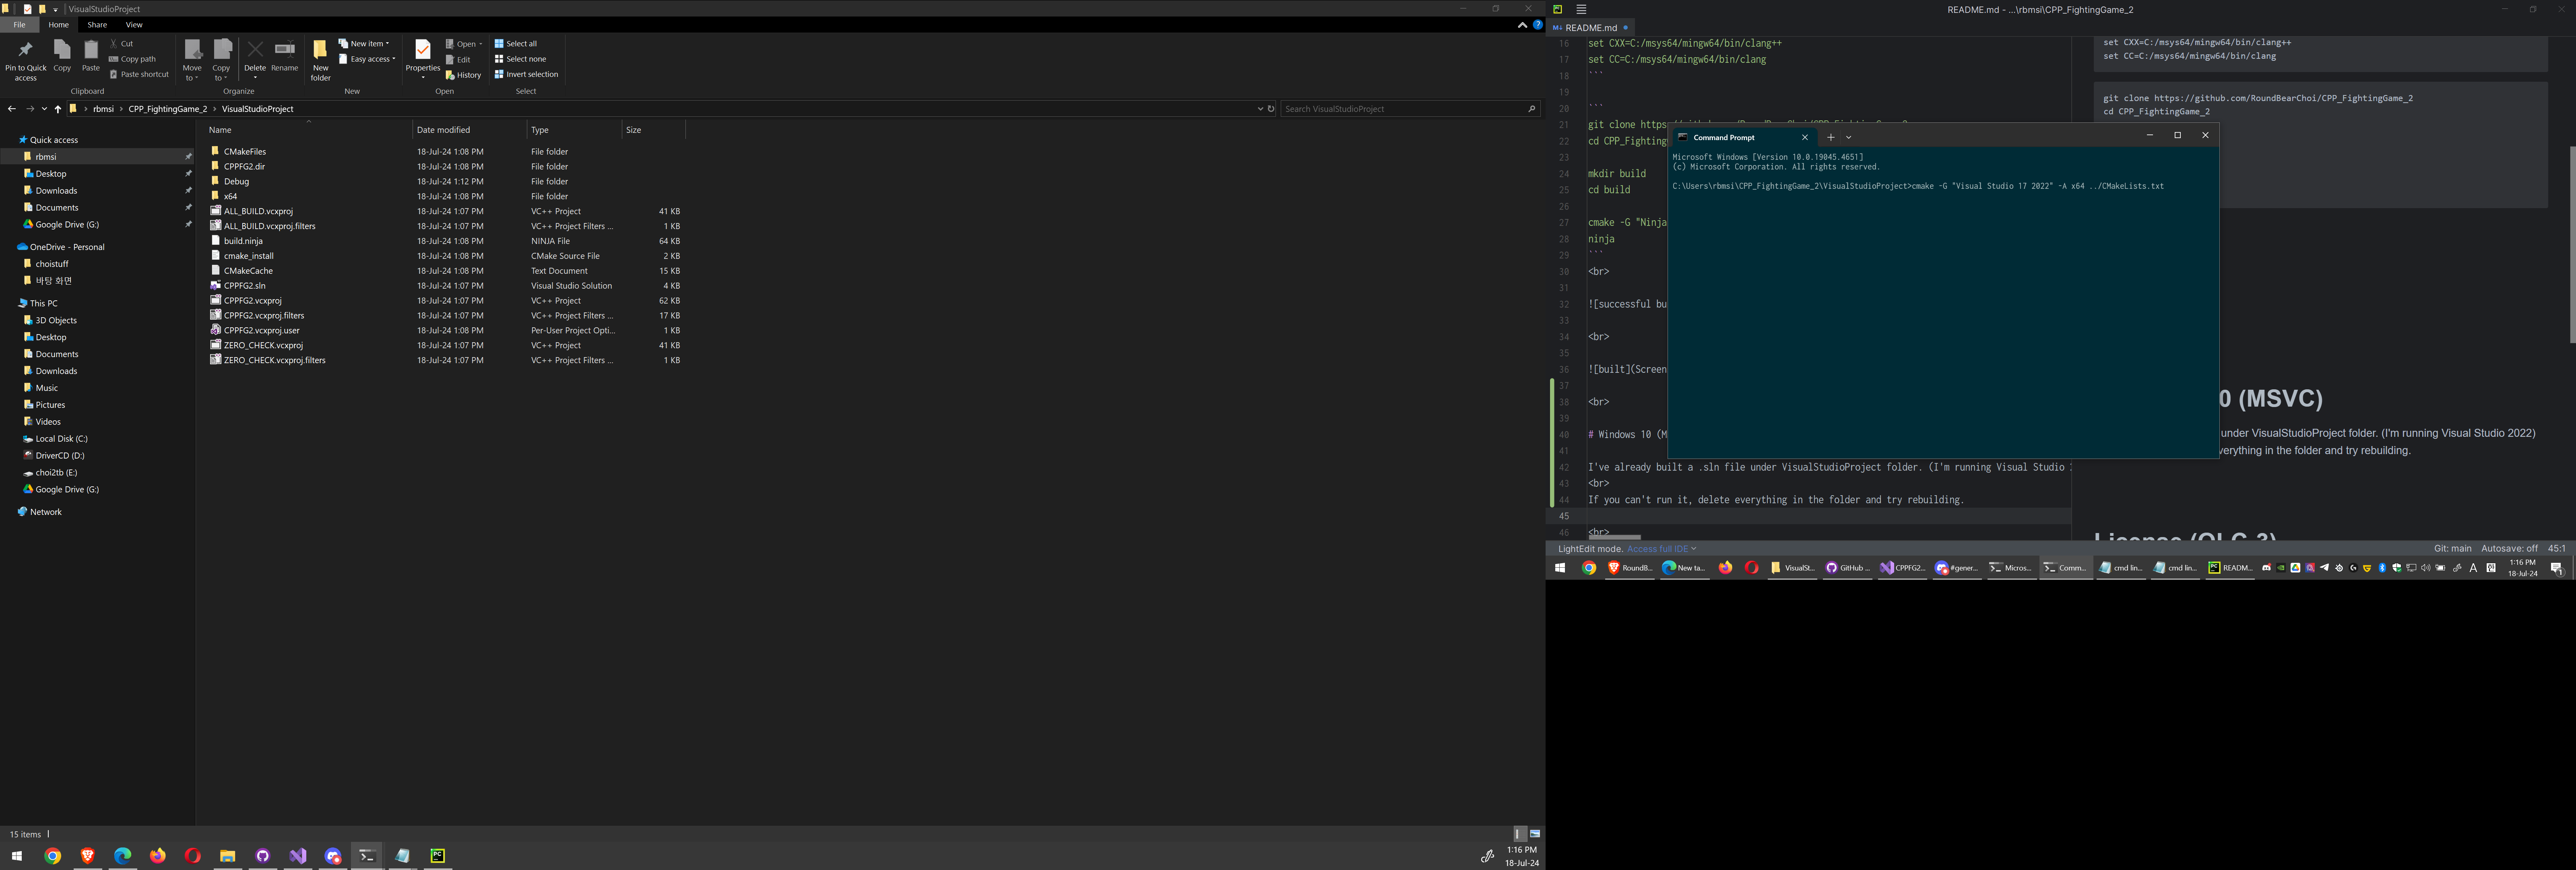 VisualStudioProject
File Home Share View
Pin to Quick access
Copy
Paste
Cut
Copy path
Paste shortcut
Clipboard
Move to
Copy to
Delete
Rename
Organize
New folder
New item
Easy access
New
Properties
Open
Edit
History
Open
Select all
Select none
Invert selection
Select
rbmsi › CPP_FightingGame_2 › VisualStudioProject
Search VisualStudioProject
Quick access
rbmsi
Desktop
Downloads
Documents
Google Drive (G:)
OneDrive - Personal
choistuff
바탕 화면
This PC
3D Objects
Desktop
Documents
Downloads
Music
Pictures
Videos
Local Disk (C:)
DriverCD (D:)
choi2tb (E:)
Google Drive (G:)
Network
Name Date modified Type Size
CMakeFiles 18-Jul-24 1:08 PM File folder
CPPFG2.dir 18-Jul-24 1:08 PM File folder
Debug 18-Jul-24 1:12 PM File folder
x64 18-Jul-24 1:08 PM File folder
ALL_BUILD.vcxproj 18-Jul-24 1:07 PM VC++ Project 41 KB
ALL_BUILD.vcxproj.filters 18-Jul-24 1:07 PM VC++ Project Filters ... 1 KB
build.ninja 18-Jul-24 1:08 PM NINJA File 64 KB
cmake_install 18-Jul-24 1:08 PM CMake Source File 2 KB
CMakeCache 18-Jul-24 1:08 PM Text Document 15 KB
CPPFG2.sln 18-Jul-24 1:07 PM Visual Studio Solution 4 KB
CPPFG2.vcxproj 18-Jul-24 1:07 PM VC++ Project 62 KB
CPPFG2.vcxproj.filters 18-Jul-24 1:07 PM VC++ Project Filters ... 17 KB
CPPFG2.vcxproj.user 18-Jul-24 1:08 PM Per-User Project Opti... 1 KB
ZERO_CHECK.vcxproj 18-Jul-24 1:07 PM VC++ Project 41 KB
ZERO_CHECK.vcxproj.filters 18-Jul-24 1:07 PM VC++ Project Filters ... 1 KB
15 items
1:16 PM
18-Jul-24
README.md - ...\rbmsi\CPP_FightingGame_2
README.md
16 set CXX=C:/msys64/mingw64/bin/clang++
17 set CC=C:/msys64/mingw64/bin/clang
18 ```
19
20 ```
21 git clone https
22 cd CPP_Fighting
23
24 mkdir build
25 cd build
26
27 cmake -G "Ninja
28 ninja
29 ```
30 <br>
31
32 ![successful bu
33
34 <br>
35
36 ![built](Screen
37
38 <br>
39
40 # Windows 10 (M
41
42 I've already built a .sln file under VisualStudioProject folder. (I'm running Visual Studio
43 <br>
44 If you can't run it, delete everything in the folder and try rebuilding.
45
46 <br>
set CXX=C:/msys64/mingw64/bin/clang++
set CC=C:/msys64/mingw64/bin/clang
git clone https://github.com/RoundBearChoi/CPP_FightingGame_2
cd CPP_FightingGame_2
0 (MSVC)
under VisualStudioProject folder. (I'm running Visual Studio 2022)
verything in the folder and try rebuilding.
Command Prompt
Microsoft Windows [Version 10.0.19045.4651]
(c) Microsoft Corporation. All rights reserved.
C:\Users\rbmsi\CPP_FightingGame_2\VisualStudioProject>cmake -G "Visual Studio 17 2022" -A x64 ../CMakeLists.txt
LightEdit mode. Access full IDE
Git: main Autosave: off 45:1
RoundB... New ta... VisualSt... GitHub ... CPPFG2... #gener... Micros... Comm... cmd lin... cmd lin... READM...
1:16 PM
18-Jul-24